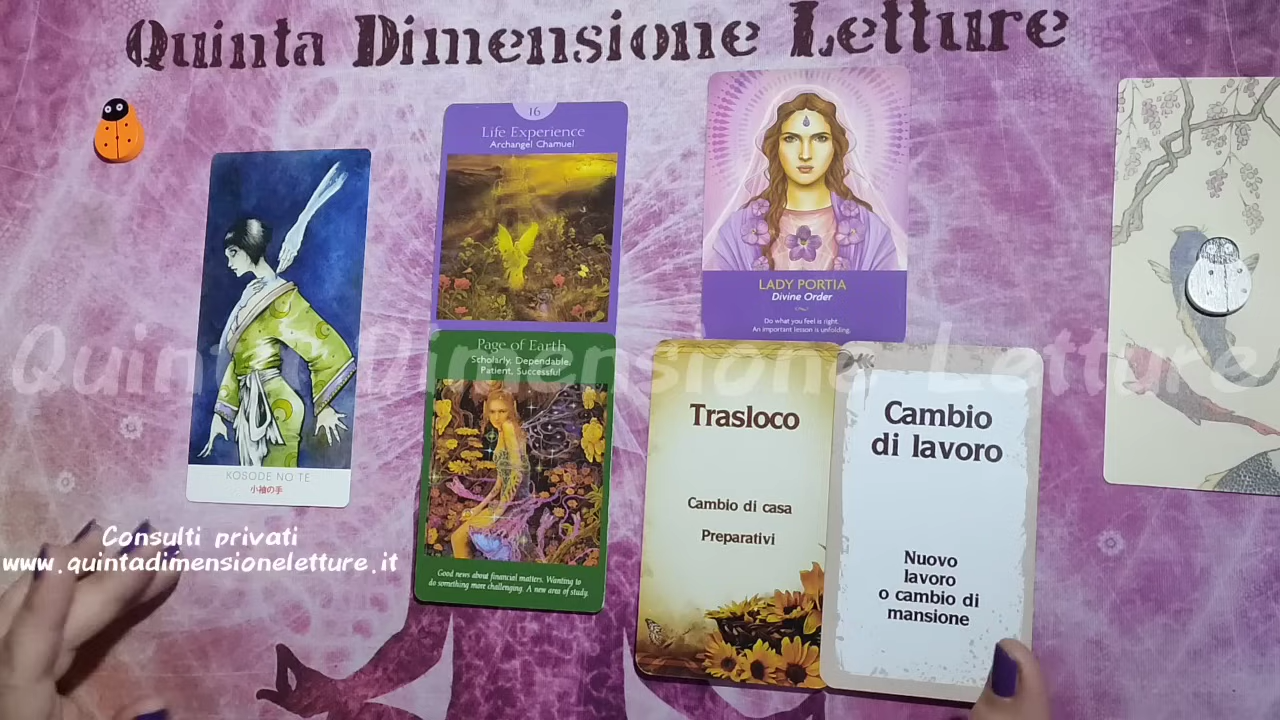 Quinta Dimensione Letture
16
Life Experience
Archangel Chamuel
LADY PORTIA
Divine Order
Do what you feel is right.
An important lesson is unfolding.
Quinta Dimensione Letture
Page of Earth
Scholarly, Dependable,
Patient, Successful
Good news about financial matters. Wanting to
do something more challenging. A new area of study.
KOSODE NO TE
小袖の手
Trasloco
Cambio di casa
Preparativi
Cambio
di lavoro
Nuovo
lavoro
o cambio di
mansione
Consulti privati
www.quintadimensioneletture.it